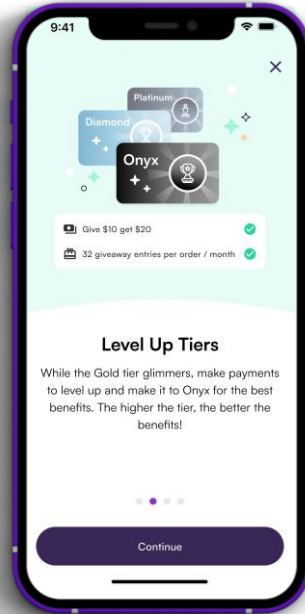 9:41
Platinum
Diamond
Onyx
Give $10 get $20
32 giveaway entries per order / month
Level Up Tiers
While the Gold tier glimmers, make payments
to level up and make it to Onyx for the best
benefits. The higher the tier, the better the
benefits!
Continue